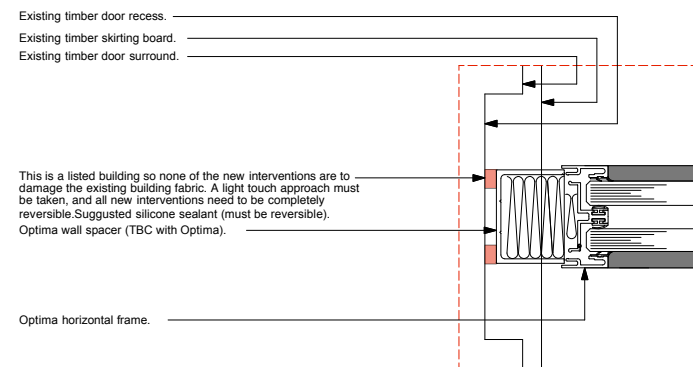 Existing timber door recess.
Existing timber skirting board.
Existing timber door surround.
This is a listed building so none of the new interventions are to
damage the existing building fabric. A light touch approach must
be taken, and all new interventions need to be completely
reversible.Suggusted silicone sealant (must be reversible).
Optima wall spacer (TBC with Optima).
Optima horizontal frame.